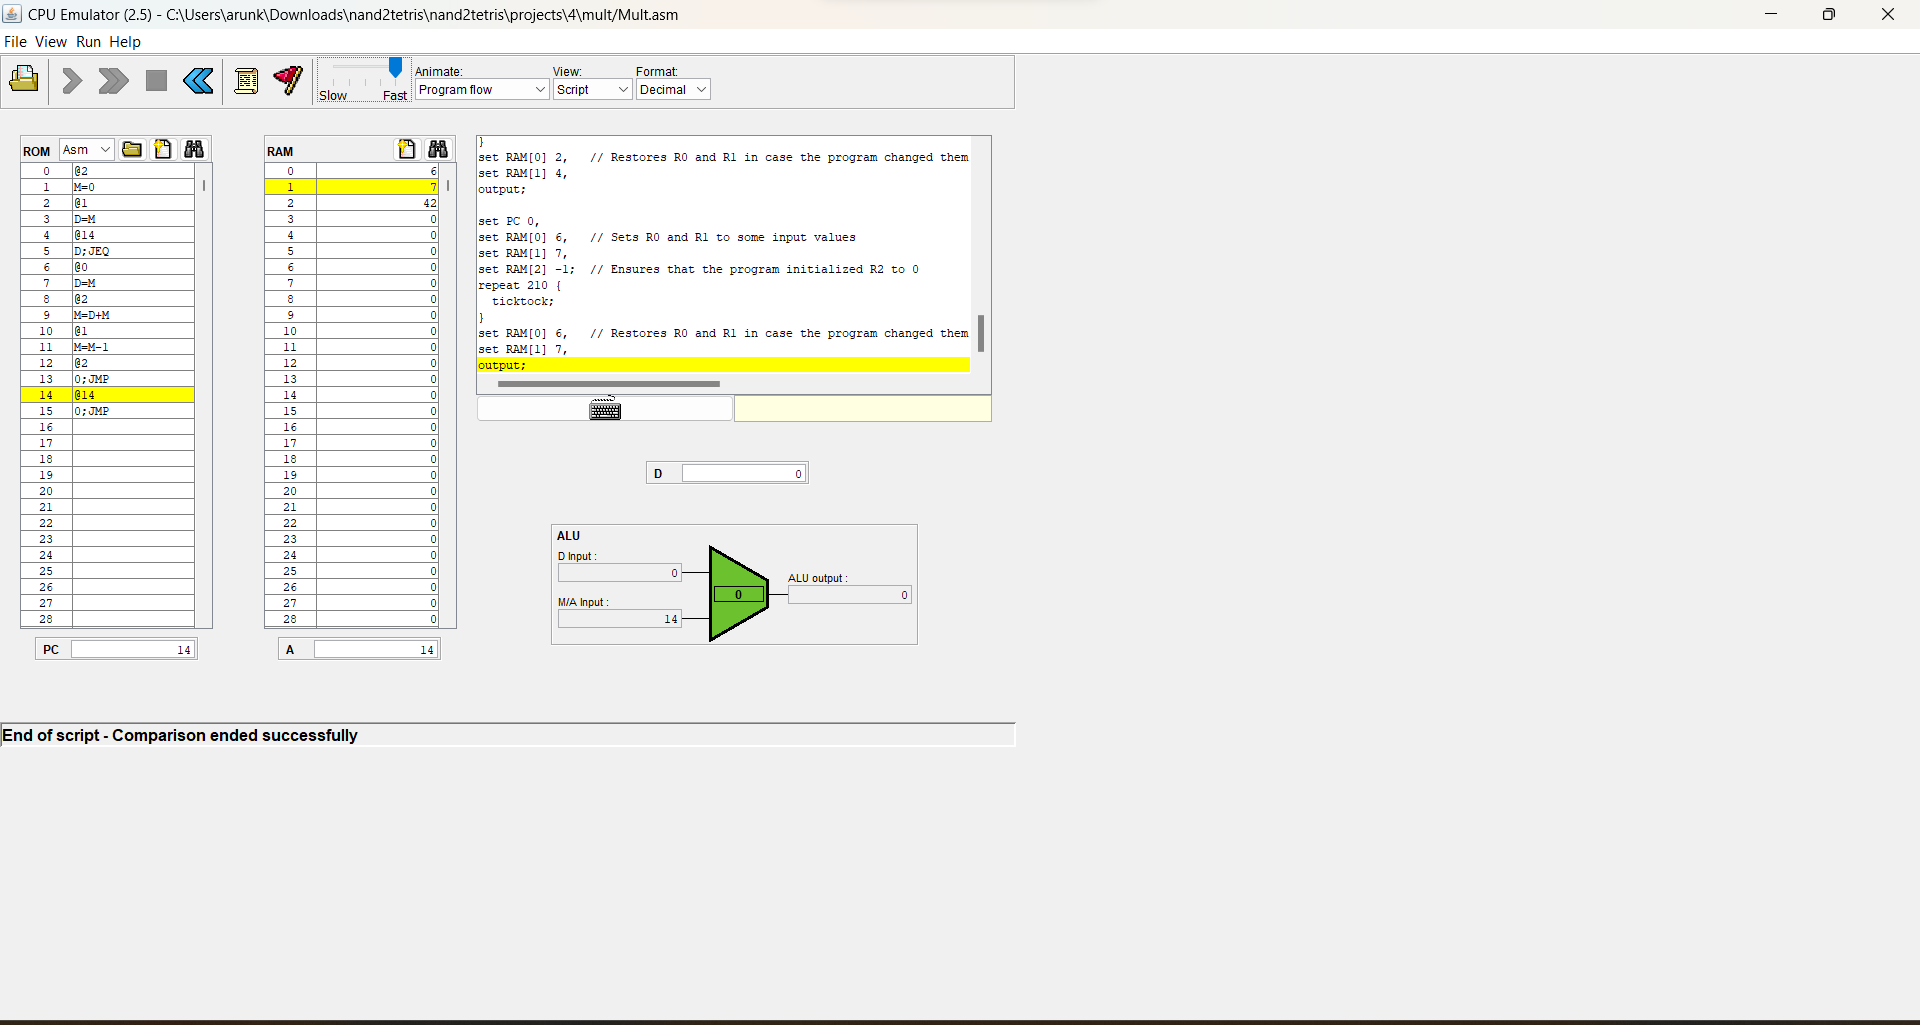 CPU Emulator (2.5) - C:\Users\arunk\Downloads\nand2tetris\nand2tetris\projects\4\mult/Mult.asm
File View Run Help
Slow Fast
Animate:
Program flow
View:
Script
Format:
Decimal
ROM Asm
0 @2
1 M=0
2 @1
3 D=M
4 @14
5 D;JEQ
6 @0
7 D=M
8 @2
9 M=D+M
10 @1
11 M=M-1
12 @2
13 0;JMP
14 @14
15 0;JMP
16
17
18
19
20
21
22
23
24
25
26
27
28
PC 14
RAM
0 6
1 7
2 42
3 0
4 0
5 0
6 0
7 0
8 0
9 0
10 0
11 0
12 0
13 0
14 0
15 0
16 0
17 0
18 0
19 0
20 0
21 0
22 0
23 0
24 0
25 0
26 0
27 0
28 0
A 14
}
set RAM[0] 2, // Restores R0 and R1 in case the program changed them
set RAM[1] 4,
output;
set PC 0,
set RAM[0] 6, // Sets R0 and R1 to some input values
set RAM[1] 7,
set RAM[2] -1; // Ensures that the program initialized R2 to 0
repeat 210 {
ticktock;
}
set RAM[0] 6, // Restores R0 and R1 in case the program changed them
set RAM[1] 7,
output;
D 0
ALU
D Input :
0
M/A Input :
14
0
ALU output :
0
End of script - Comparison ended successfully